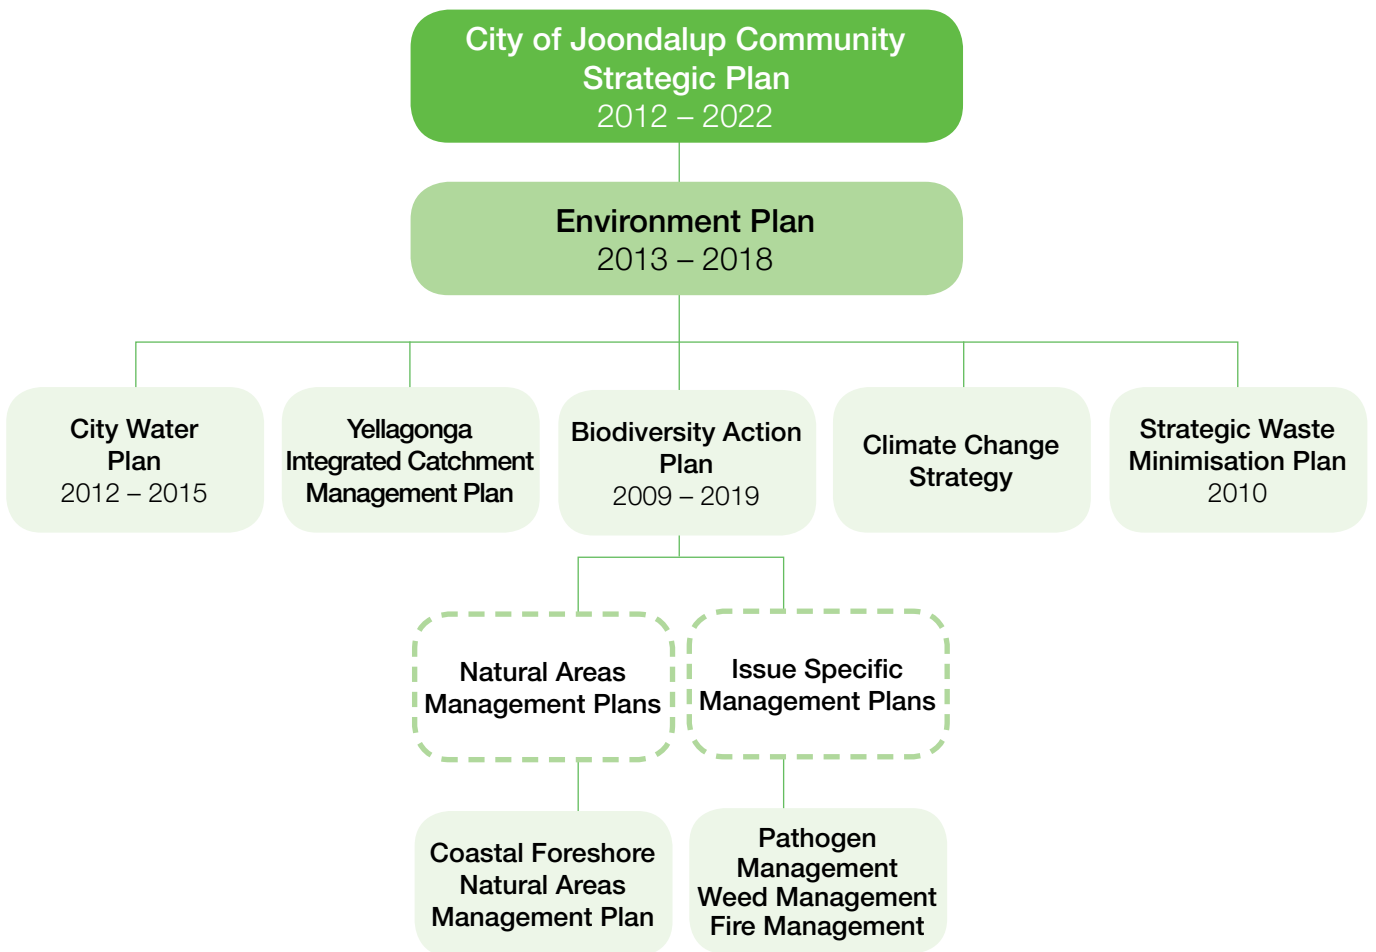 City of Joondalup Community
Strategic Plan
2012 – 2022
Environment Plan
2013 – 2018
City Water
Plan
2012 – 2015
Yellagonga
Integrated Catchment
Management Plan
Biodiversity Action
Plan
2009 – 2019
Climate Change
Strategy
Strategic Waste
Minimisation Plan
2010
Natural Areas
Management Plans
Issue Specific
Management Plans
Coastal Foreshore
Natural Areas
Management Plan
Pathogen
Management
Weed Management
Fire Management